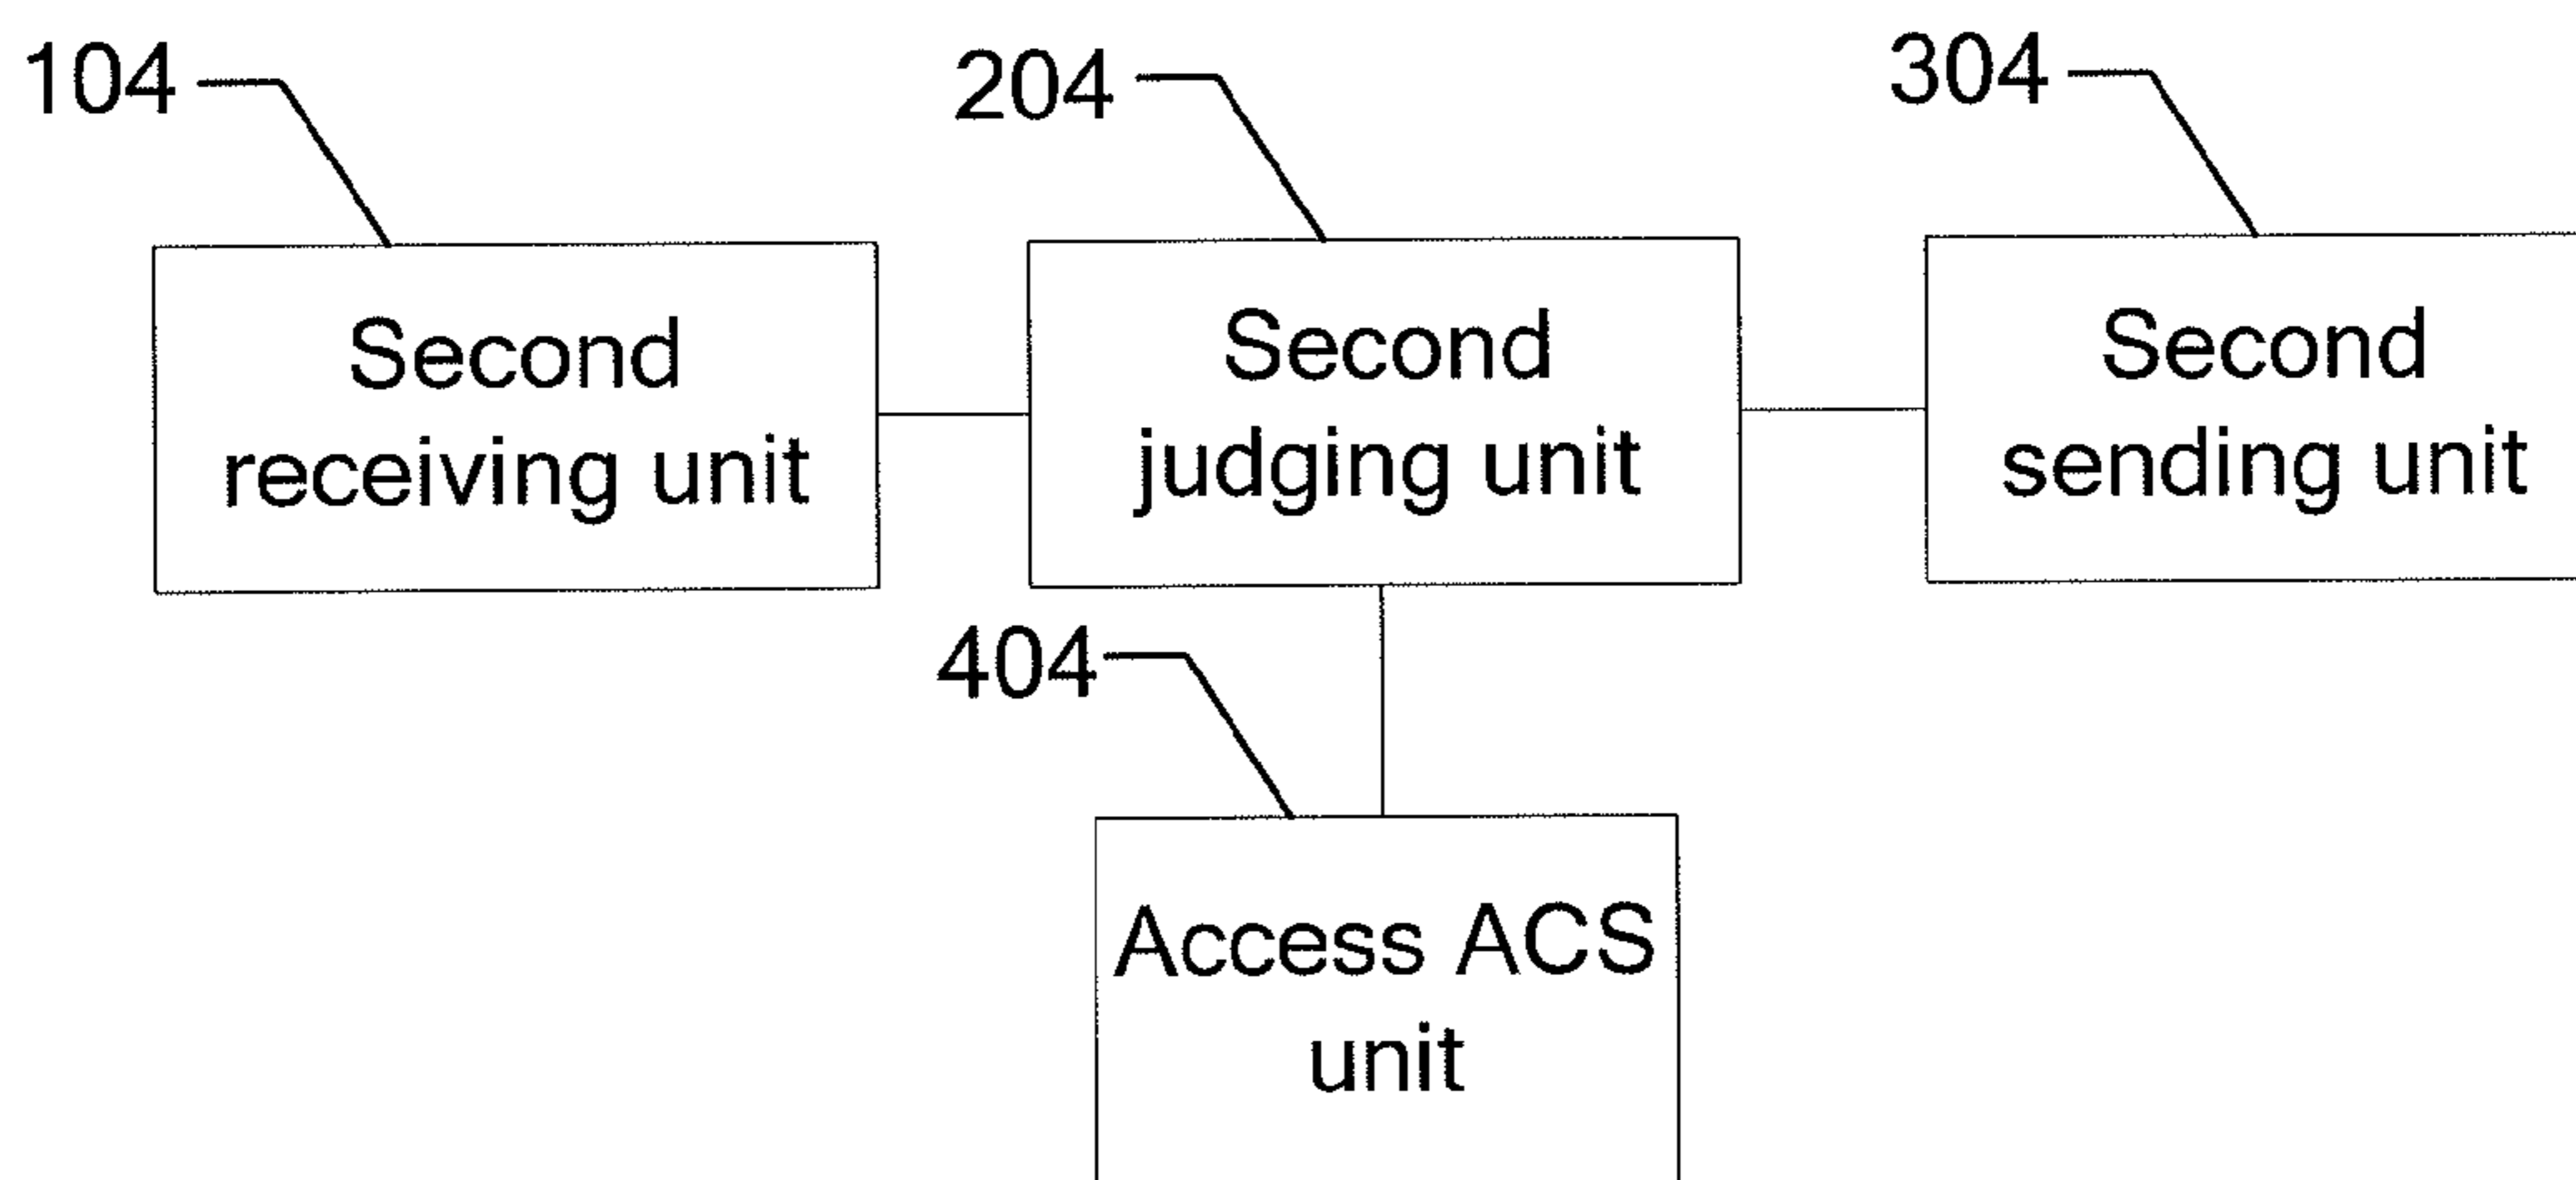 104
204
304
Second
receiving unit
Second
judging unit
Second
sending unit
404
Access ACS
unit